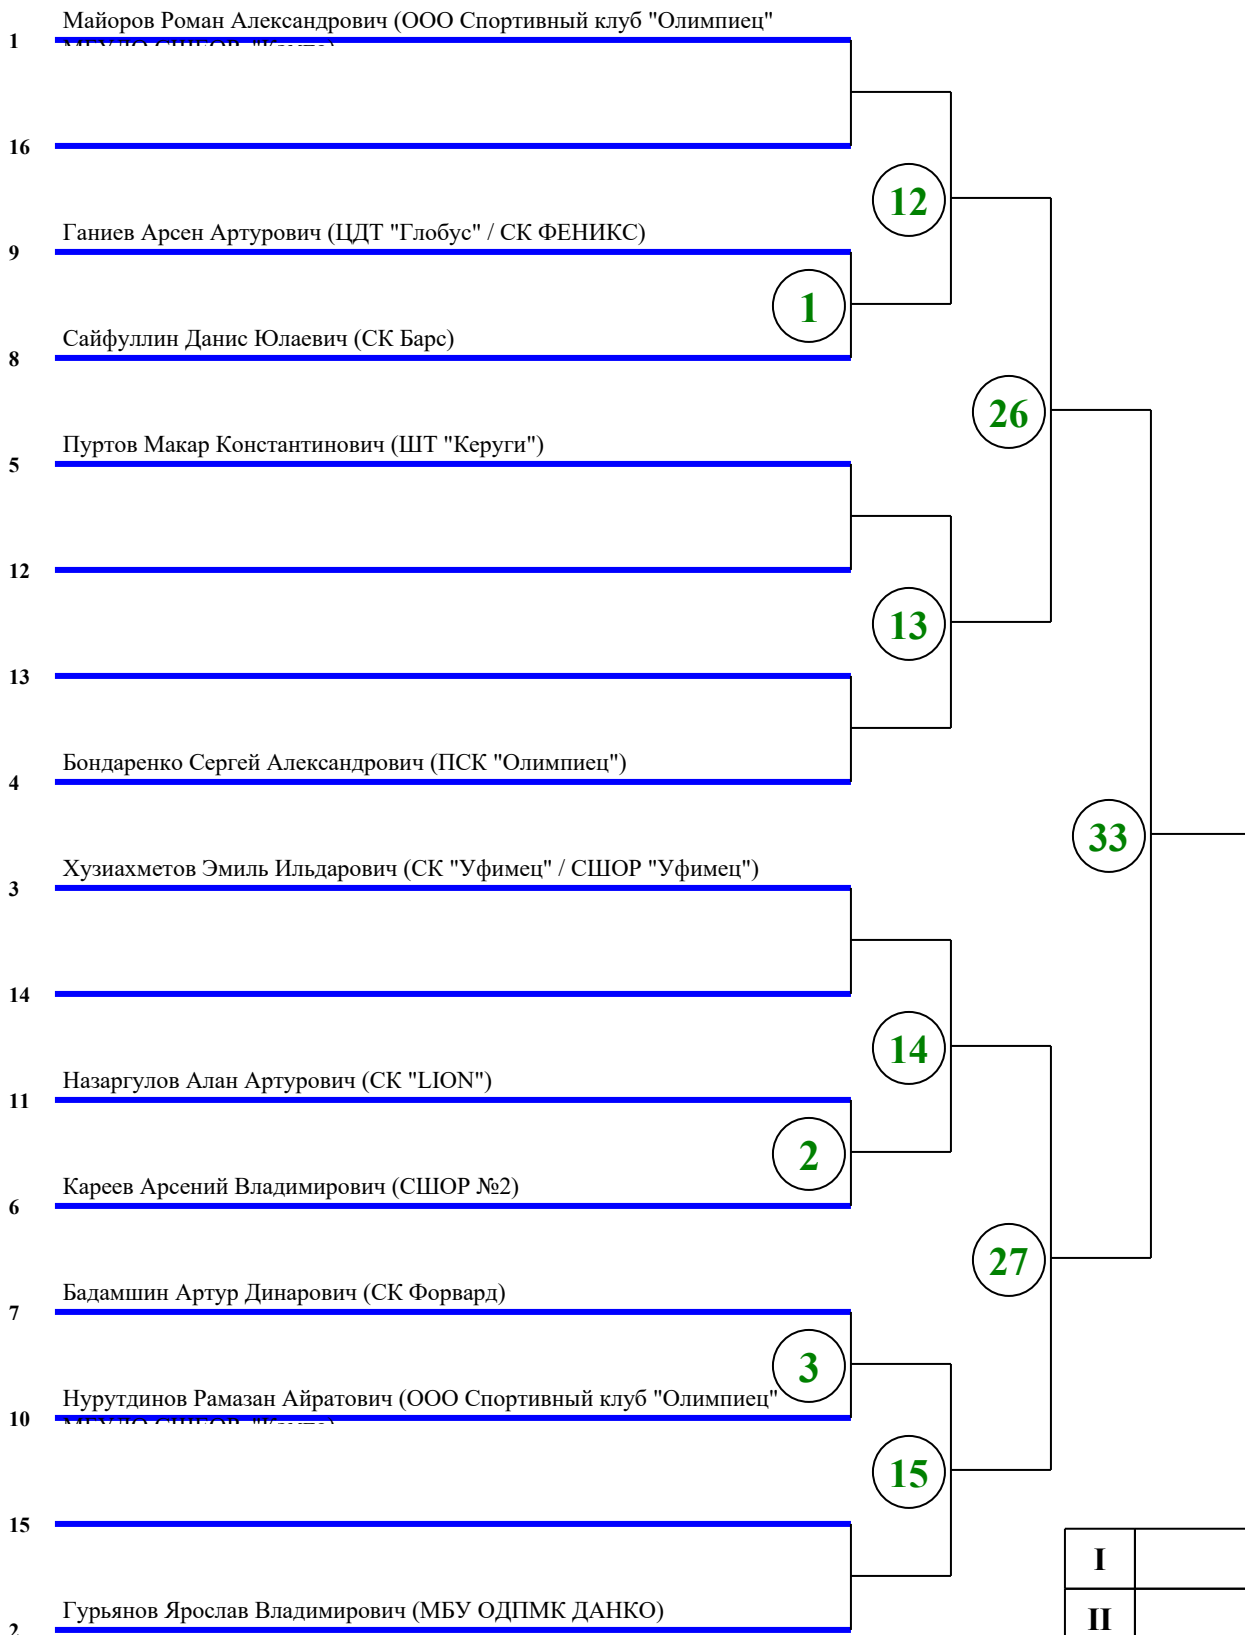 Майоров Роман Александрович (ООО Спортивный клуб "Олимпиец"
1
16
12
Ганиев Арсен Артурович (ЦДТ "Глобус" / СК ФЕНИКС)
9
1
Сайфуллин Данис Юлаевич (СК Барс)
8
26
Пуртов Макар Константинович (ШТ "Керуги")
5
12
13
13
Бондаренко Сергей Александрович (ПСК "Олимпиец")
4
33
Хузиахметов Эмиль Ильдарович (СК "Уфимец" / СШОР "Уфимец")
3
14
14
Назаргулов Алан Артурович (СК "LION")
11
2
Кареев Арсений Владимирович (СШОР №2)
6
27
Бадамшин Артур Динарович (СК Форвард)
7
3
Нурутдинов Рамазан Айратович (ООО Спортивный клуб "Олимпиец"
10
15
15
I
Гурьянов Ярослав Владимирович (МБУ ОДПМК ДАНКО)
2
II